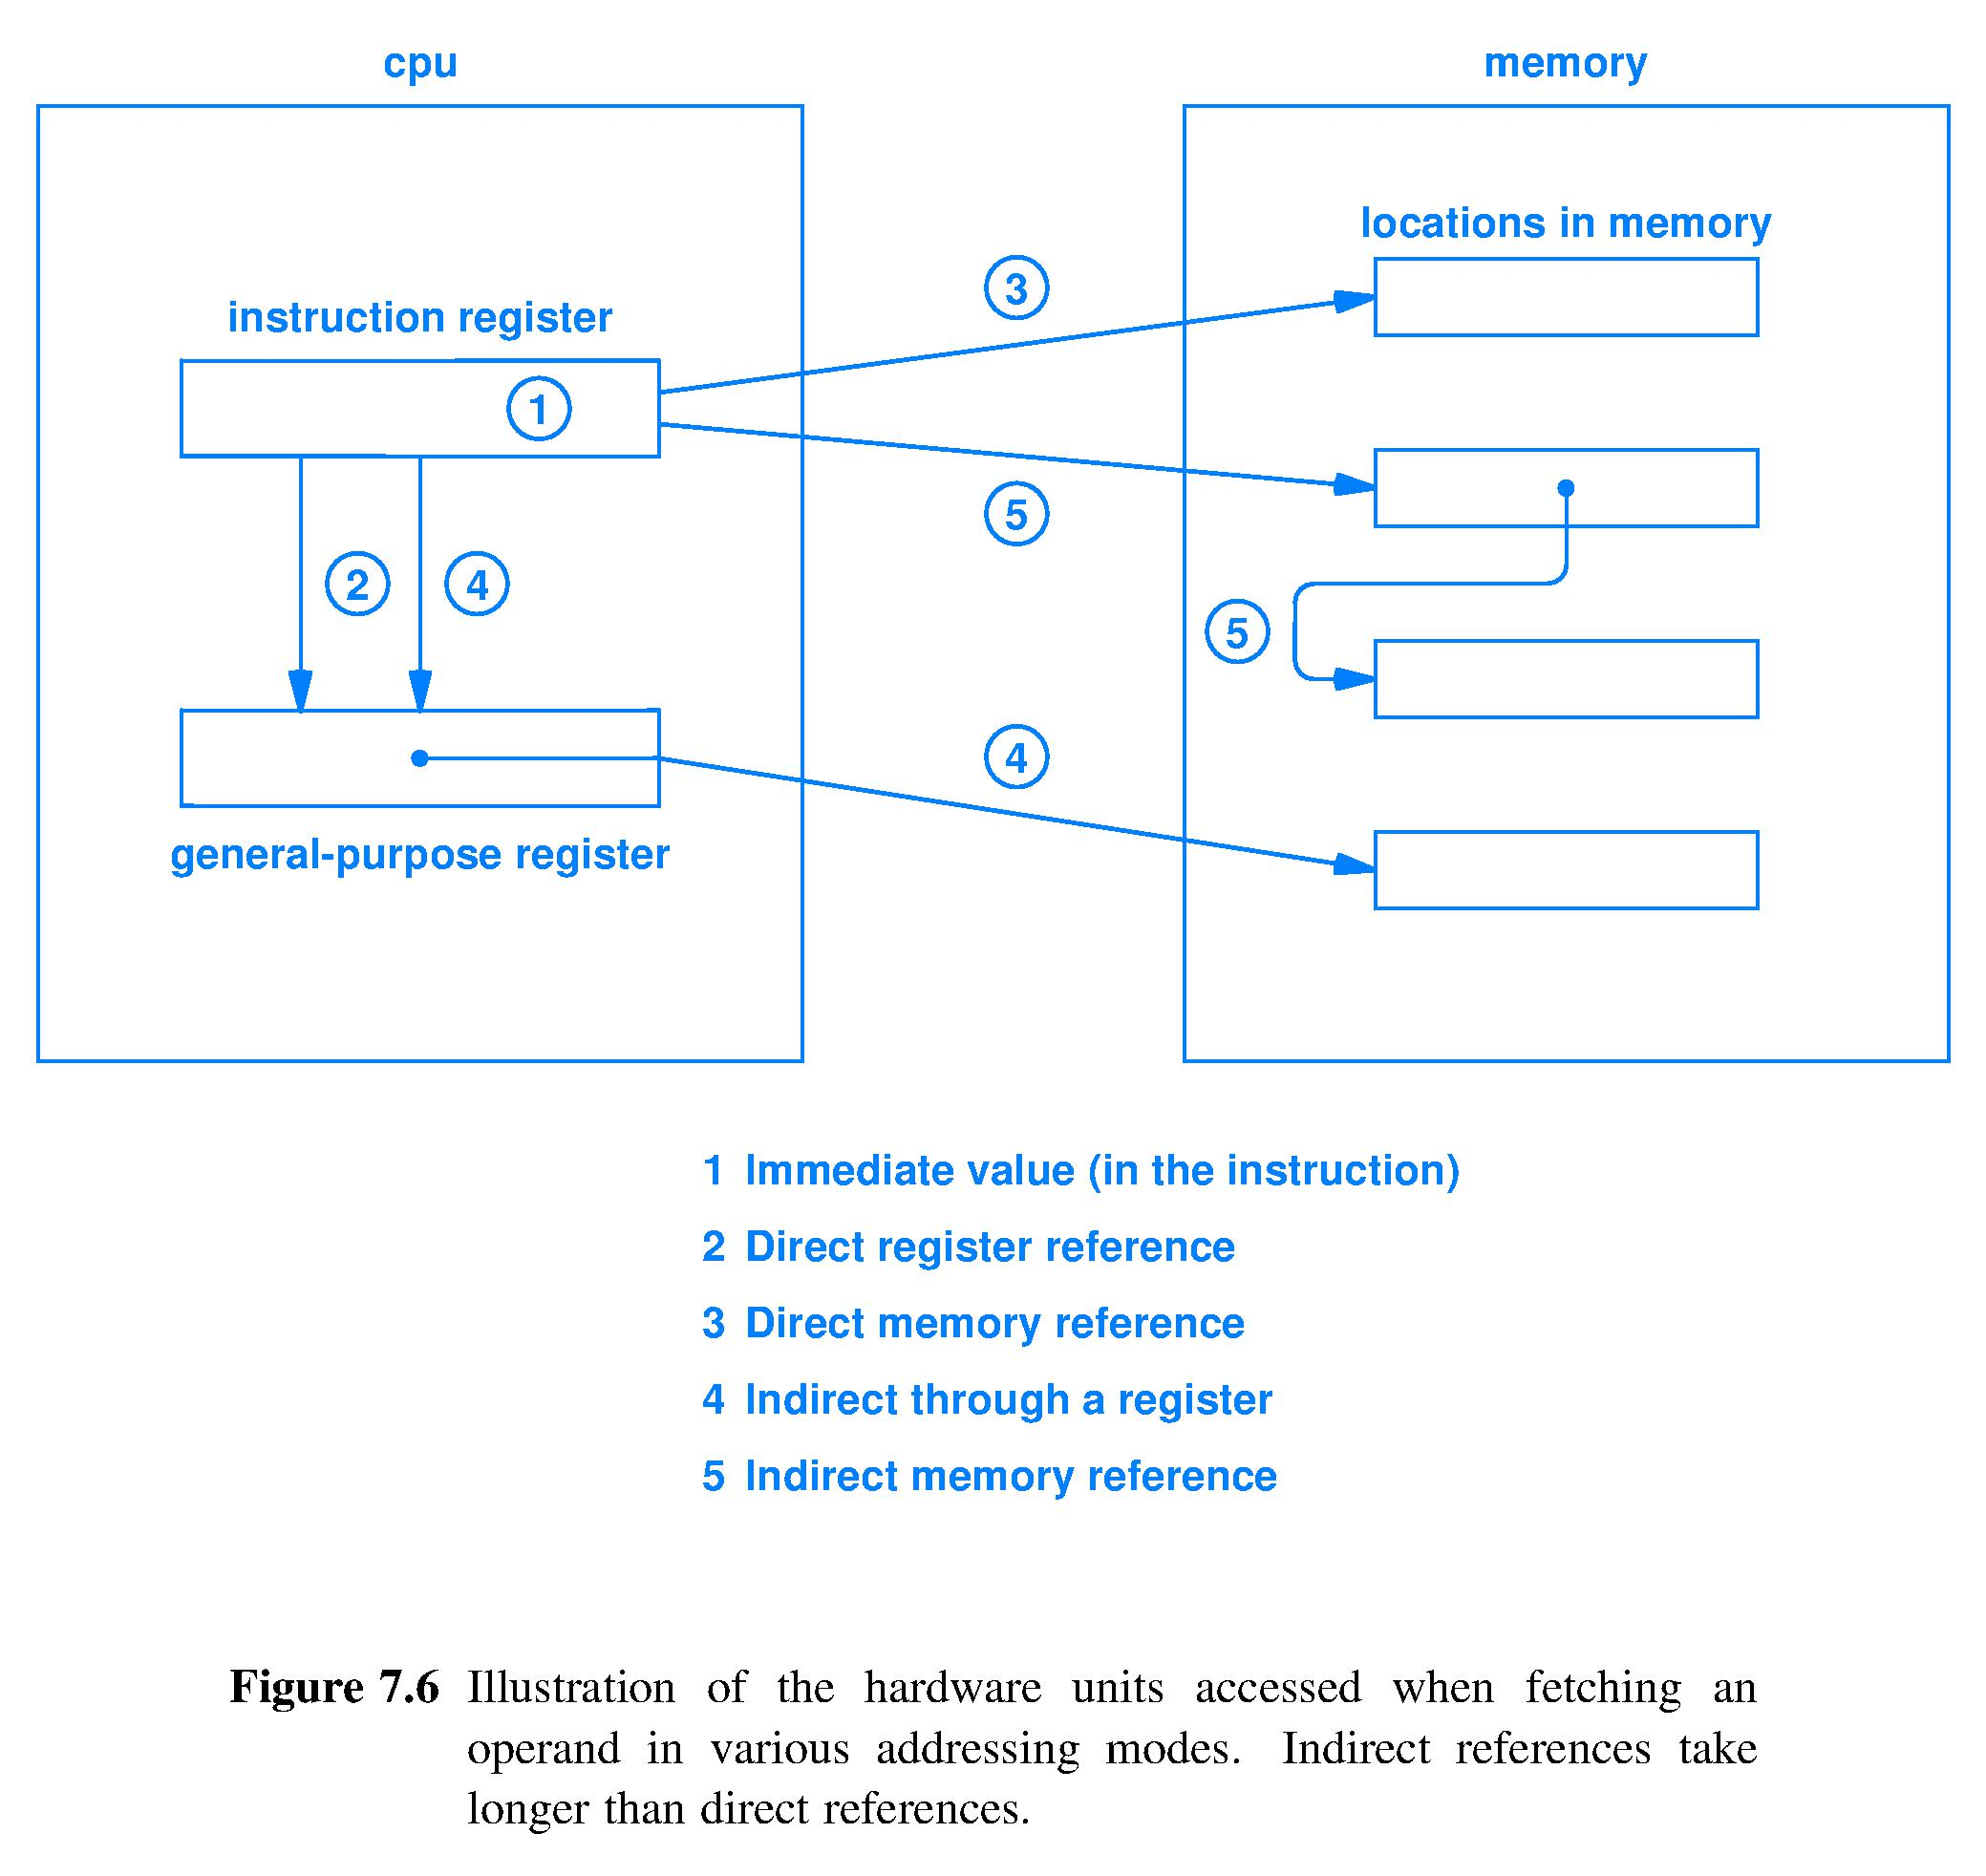 cpu
memory
locations in memory
3
instruction register
1
5
2
4
5
4
general-purpose register
1 Immediate value (in the instruction)
2 Direct register reference
3 Direct memory reference
4 Indirect through a register
5 Indirect memory reference
Figure 7.6 Illustration of the hardware units accessed when fetching an
operand in various addressing modes. Indirect references take
longer than direct references.